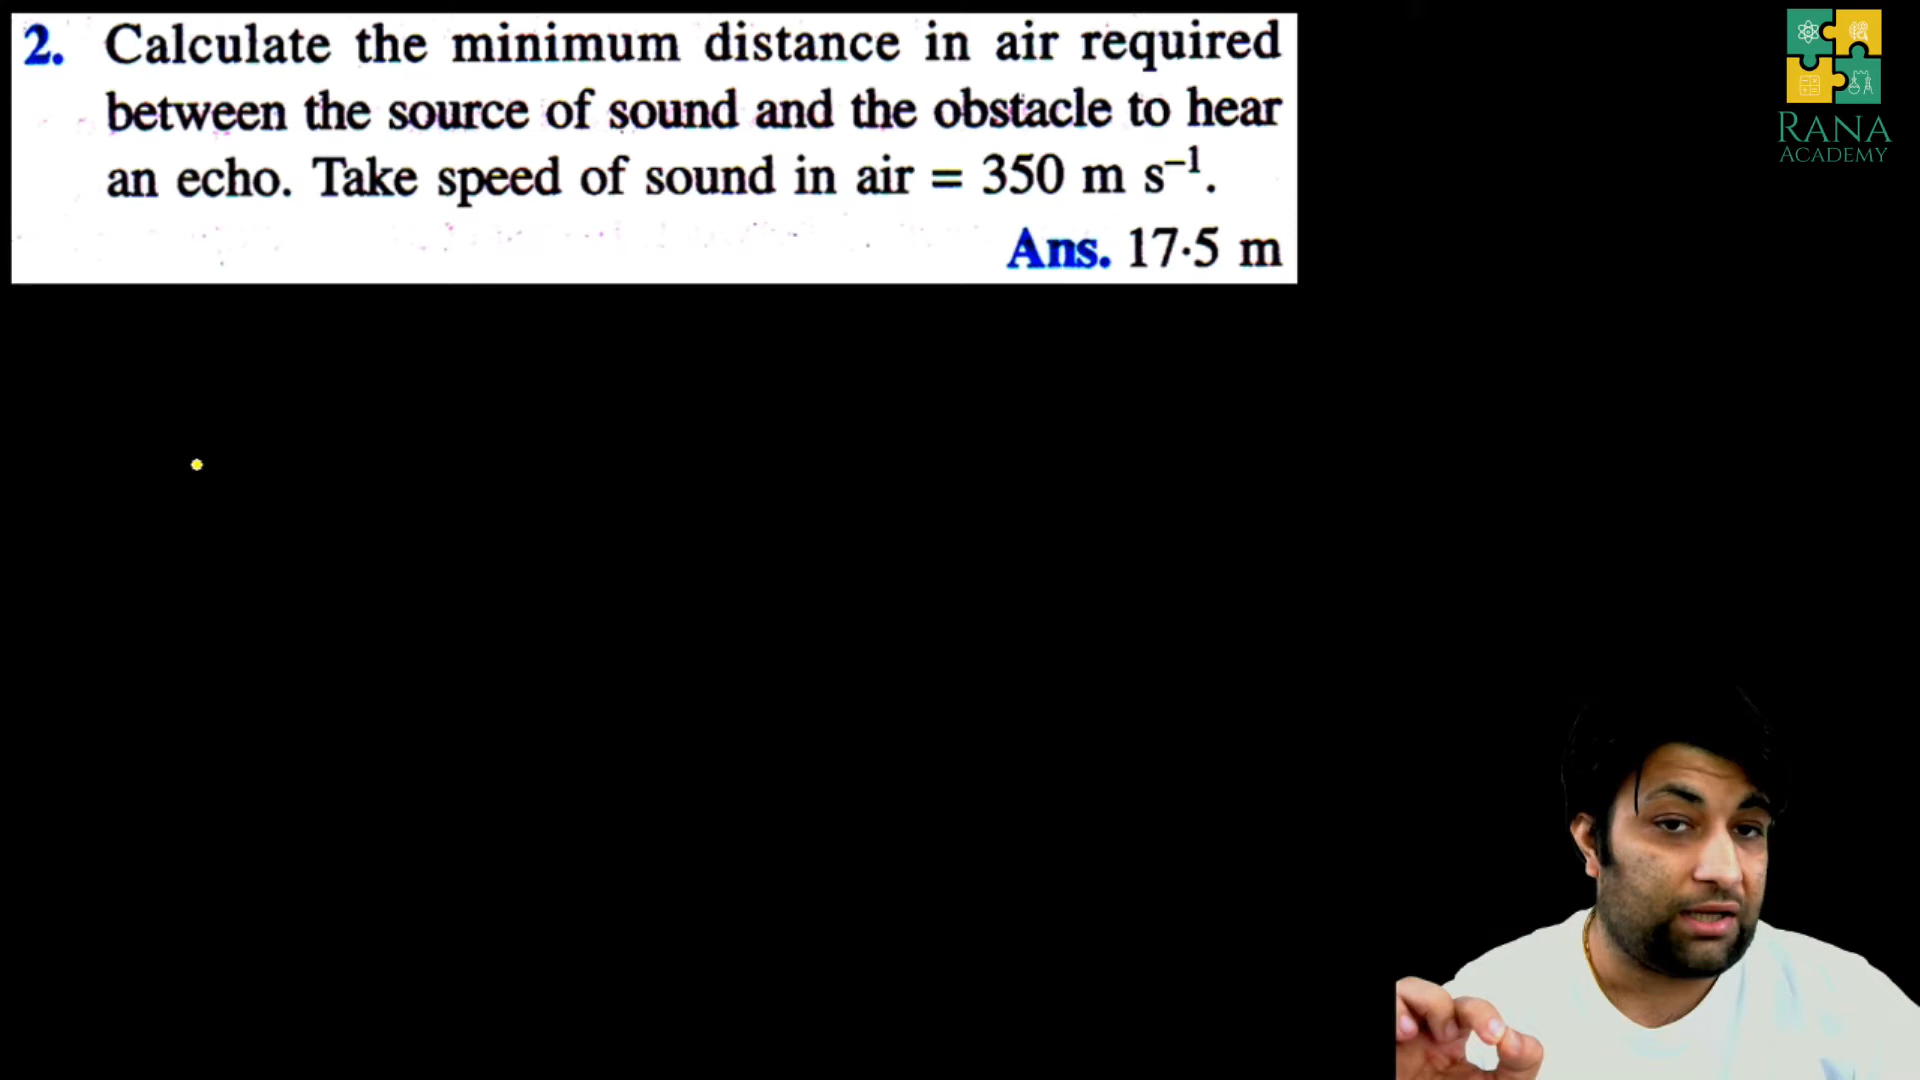 2. Calculate the minimum distance in air required
between the source of sound and the obstacle to hear
an echo. Take speed of sound in air = 350 m s⁻¹.
Ans. 17·5 m
RANA
ACADEMY